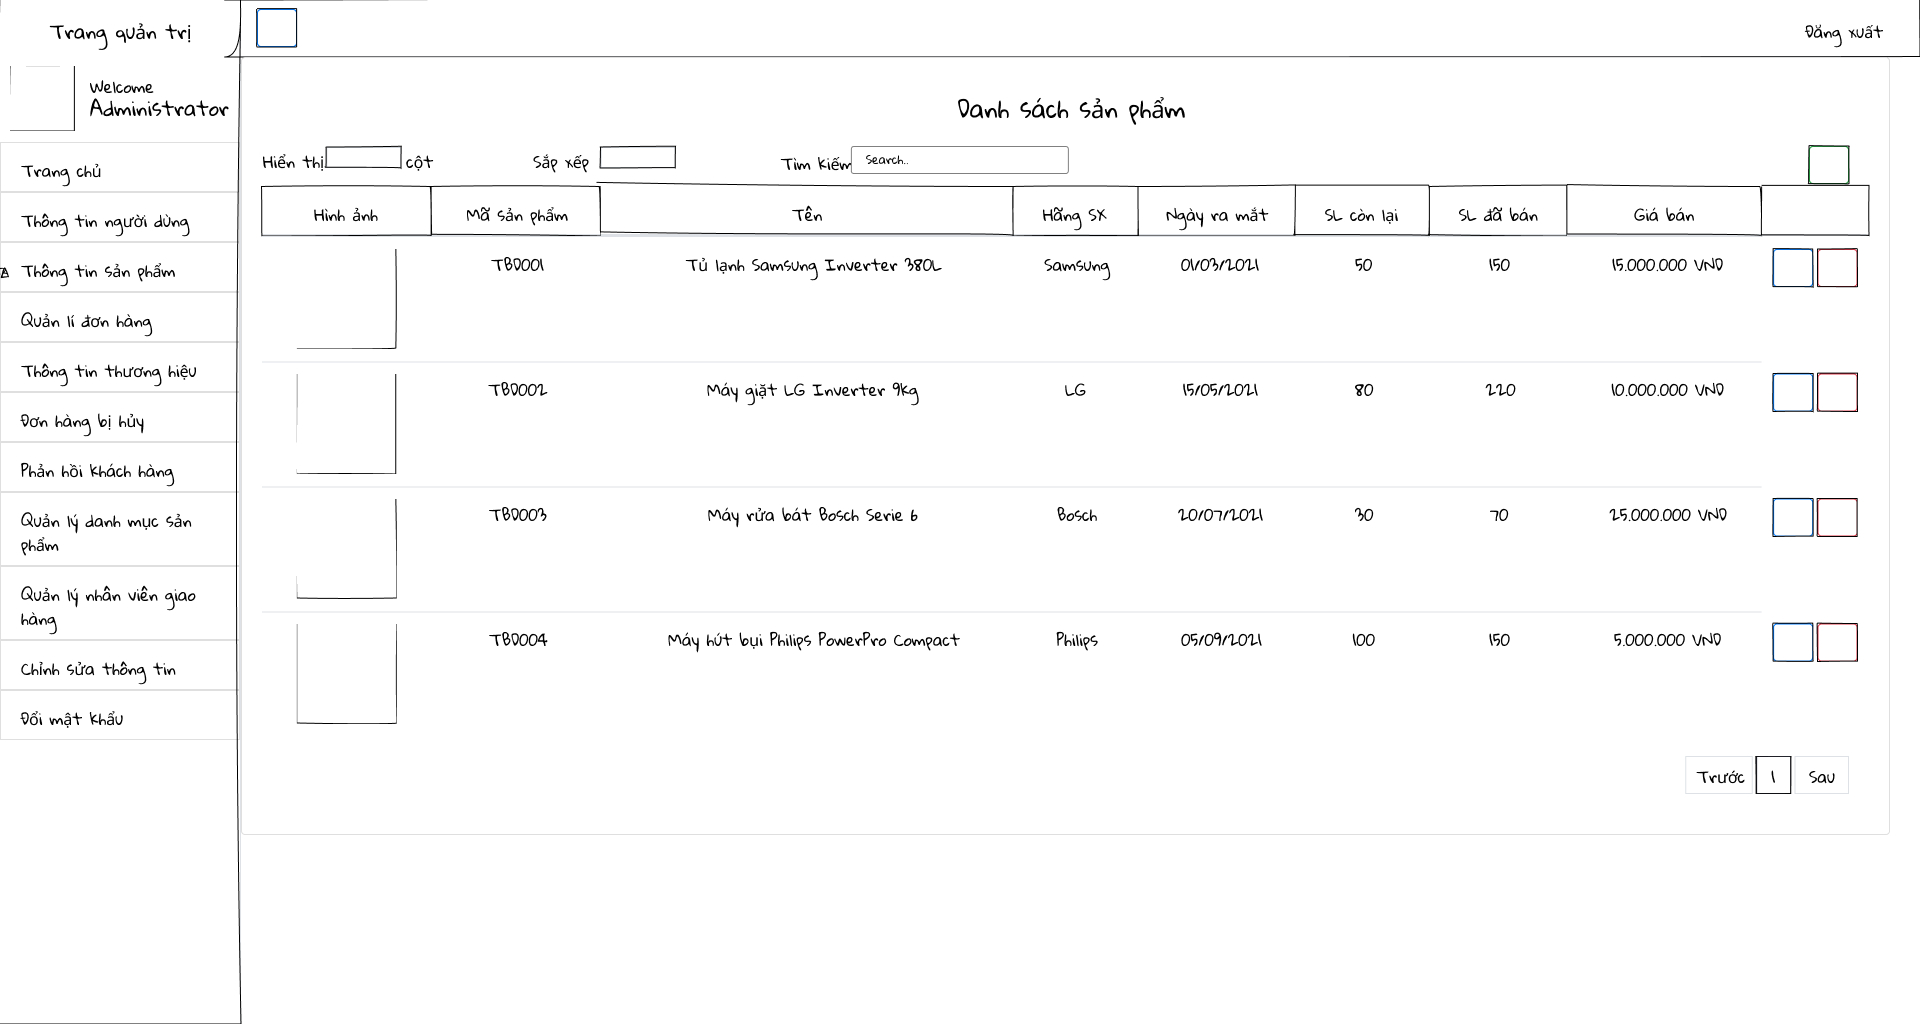 Trang quản trị
Đăng xuất
Welcome
Administrator
Trang chủ
Thông tin người dùng
Thông tin sản phẩm
Quản lí đơn hàng
Thông tin thương hiệu
Đơn hàng bị hủy
Phản hồi khách hàng
Quản lý danh mục sản
phẩm
Quản lý nhân viên giao
hàng
Chỉnh sửa thông tin
Đổi mật khẩu
Danh sách sản phẩm
Hiển thị cột Sắp xếp Tìm kiếm Search..
Hình ảnh Mã sản phẩm Tên Hãng SX Ngày ra mắt SL còn lại SL đã bán Giá bán
TBD001 Tủ lạnh Samsung Inverter 380L Samsung 01/03/2021 50 150 15.000.000 VND
TBD002 Máy giặt LG Inverter 9kg LG 15/05/2021 80 220 10.000.000 VND
TBD003 Máy rửa bát Bosch Serie 6 Bosch 20/07/2021 30 70 25.000.000 VND
TBD004 Máy hút bụi Philips PowerPro Compact Philips 05/09/2021 100 150 5.000.000 VND
Trước 1 Sau